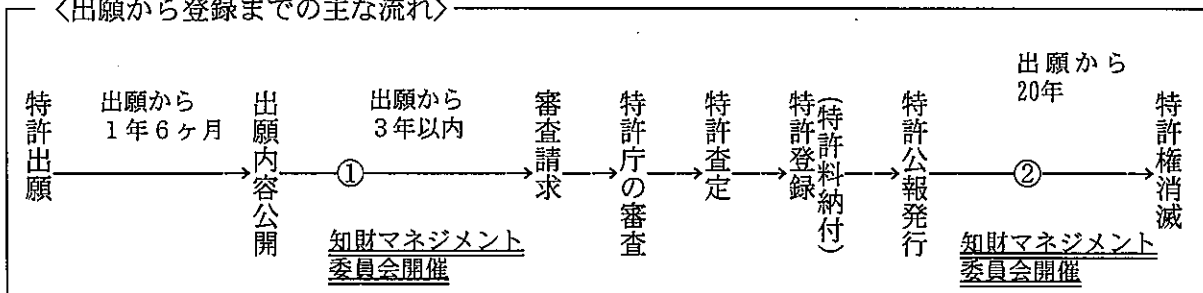 〈出願から登録までの主な流れ〉
特許出願
出願から
１年６ヶ月
出願内容公開
①
出願から
３年以内
知財マネジメント
委員会開催
審査請求
特許庁の審査
特許査定
特許登録
（特許料納付）
特許公報発行
②
出願から
20年
知財マネジメント
委員会開催
特許権消滅